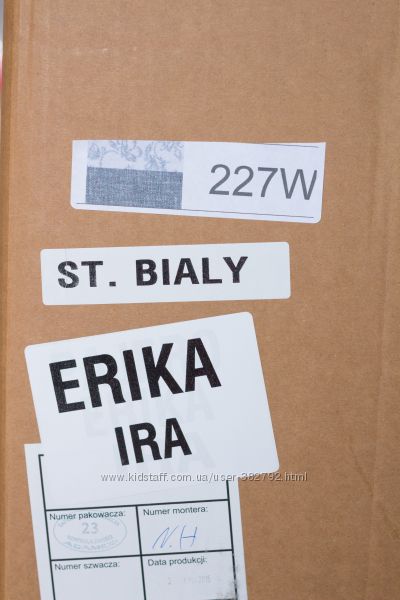 227W
ST. BIALY
ERIKA
IRA
www.kidstaff.com.ua/user-382792.html
Numer pakowacza:
Numer montera:
23
N.H
Numer szwacza:
Data produkcji: